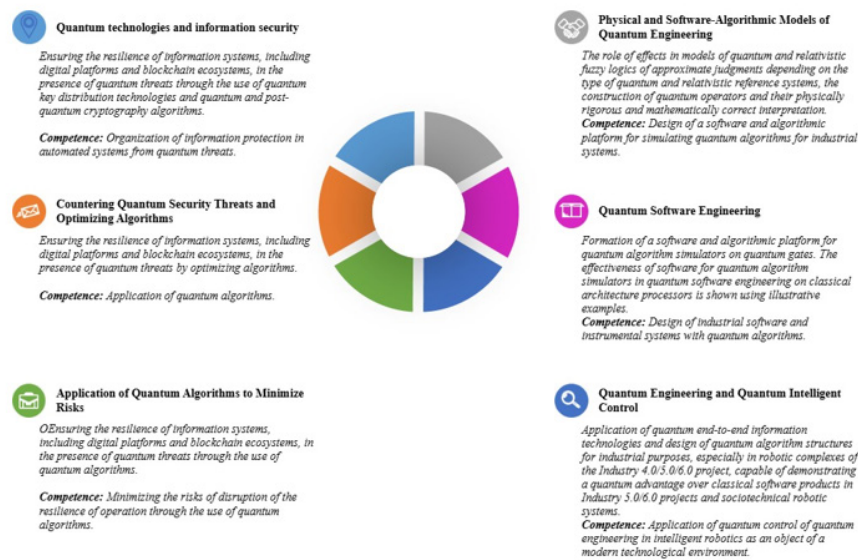 Quantum technologies and information security
Ensuring the resilience of information systems, including
digital platforms and blockchain ecosystems, in the
presence of quantum threats through the use of quantum
key distribution technologies and quantum and post-
quantum cryptography algorithms.
Competence: Organization of information protection in
automated systems from quantum threats.
Countering Quantum Security Threats and
Optimizing Algorithms
Ensuring the resilience of information systems, including
digital platforms and blockchain ecosystems, in the
presence of quantum threats by optimizing algorithms.
Competence: Application of quantum algorithms.
Application of Quantum Algorithms to Minimize
Risks
OEnsuring the resilience of information systems,
including digital platforms and blockchain ecosystems, in
the presence of quantum threats through the use of
quantum algorithms.
Competence: Minimizing the risks of disruption of the
resilience of operation through the use of quantum
algorithms.
Physical and Software-Algorithmic Models of
Quantum Engineering
The role of effects in models of quantum and relativistic
fuzzy logics of approximate judgments depending on the
type of quantum and relativistic reference systems, the
construction of quantum operators and their physically
rigorous and mathematically correct interpretation.
Competence: Design of a software and algorithmic
platform for simulating quantum algorithms for industrial
systems.
Quantum Software Engineering
Formation of a software and algorithmic platform for
quantum algorithm simulators on quantum gates. The
effectiveness of software for quantum algorithm
simulators in quantum software engineering on classical
architecture processors is shown using illustrative
examples.
Competence: Design of industrial software and
instrumental systems with quantum algorithms.
Quantum Engineering and Quantum Intelligent
Control
Application of quantum end-to-end information
technologies and design of quantum algorithm structures
for industrial purposes, especially in robotic complexes of
the Industry 4.0/5.0/6.0 project, capable of demonstrating
a quantum advantage over classical software products in
Industry 5.0/6.0 projects and sociotechnical robotic
systems.
Competence: Application of quantum control of quantum
engineering in intelligent robotics as an object of a
modern technological environment.